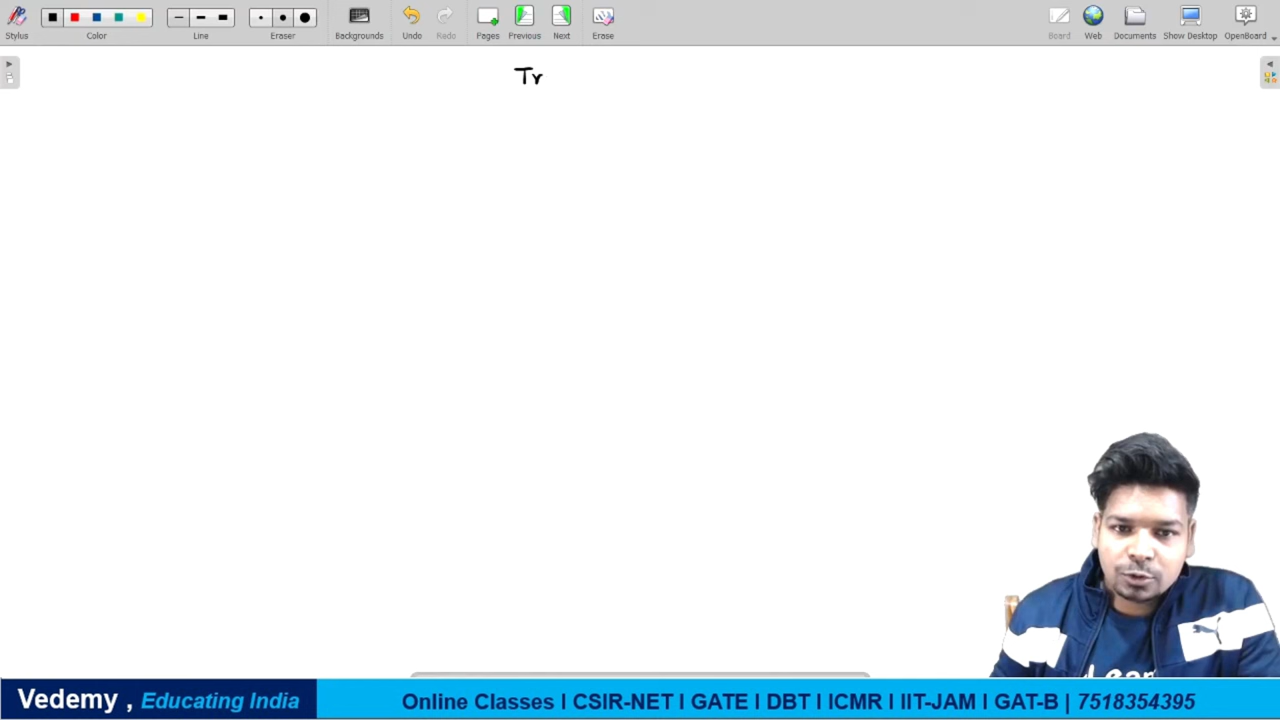 Stylus Color Line Eraser Backgrounds Undo Redo Pages Previous Next Erase Board Web Documents Show Desktop OpenBoard
Tr
Lear
Vedemy , Educating India
Online Classes I CSIR-NET I GATE I DBT I ICMR I IIT-JAM I GAT-B | 7518354395